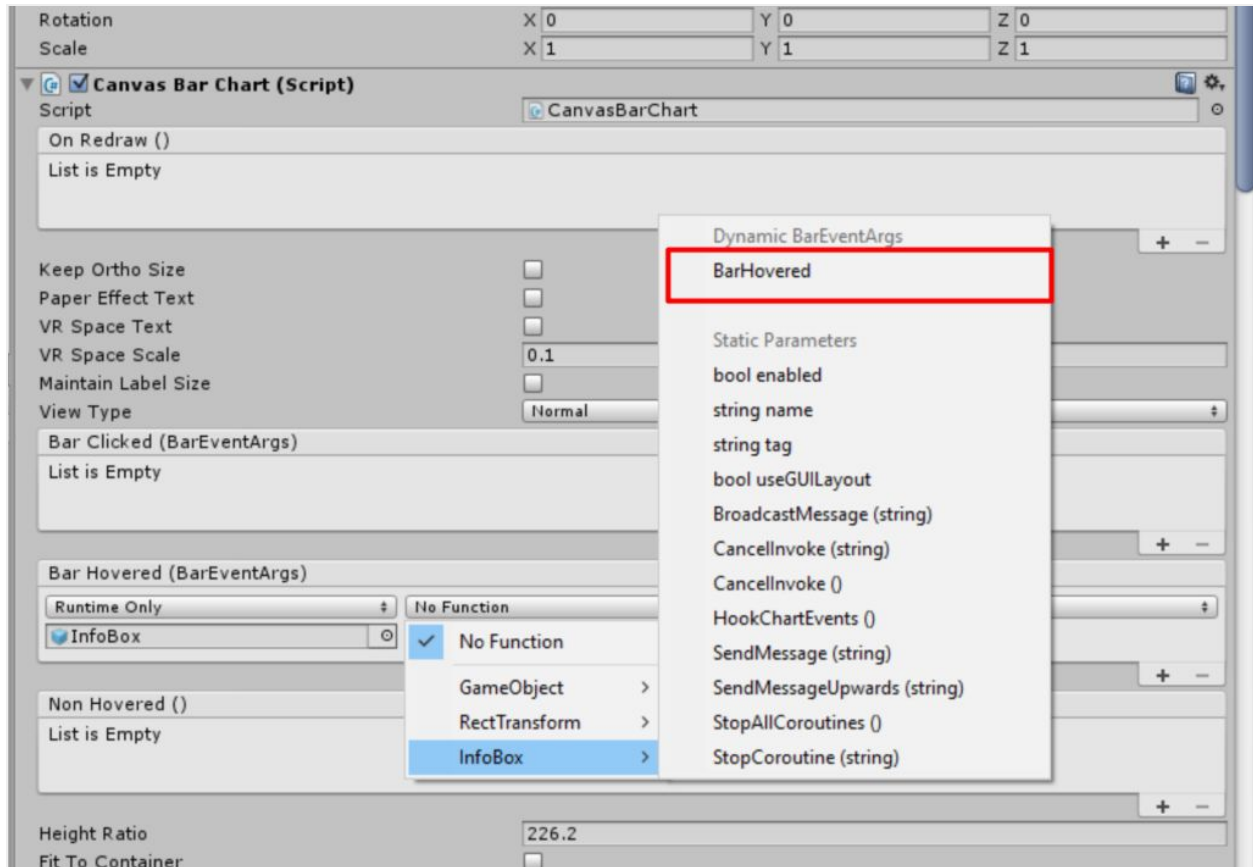 Rotation X 0 Y 0 Z 0
Scale X 1 Y 1 Z 1
Canvas Bar Chart (Script)
Script CanvasBarChart
On Redraw ()
List is Empty
+ −
Keep Ortho Size
Paper Effect Text
VR Space Text
VR Space Scale 0.1
Maintain Label Size
View Type Normal
Bar Clicked (BarEventArgs)
List is Empty
+ −
Bar Hovered (BarEventArgs)
Runtime Only No Function
InfoBox
+ −
Non Hovered ()
List is Empty
+ −
Height Ratio 226.2
Fit To Container
No Function
GameObject
RectTransform
InfoBox
Dynamic BarEventArgs
BarHovered
Static Parameters
bool enabled
string name
string tag
bool useGUILayout
BroadcastMessage (string)
CancelInvoke (string)
CancelInvoke ()
HookChartEvents ()
SendMessage (string)
SendMessageUpwards (string)
StopAllCoroutines ()
StopCoroutine (string)